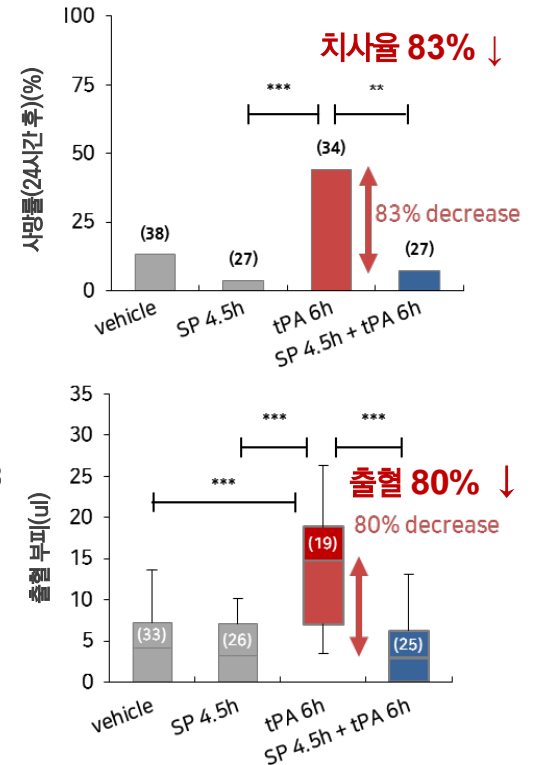 100
치사율 83% ↓
75
***
**
50
(34)
사망률(24시간 후)(%)
25
83% decrease
(38)
(27)
(27)
0
vehicle
SP 4.5h
tPA 6h
SP 4.5h + tPA 6h
35
30
***
***
25
***
출혈 80% ↓
80% decrease
20
(19)
출혈 부피(ul)
15
10
5
(33)
(26)
(25)
0
vehicle
SP 4.5h
tPA 6h
SP 4.5h + tPA 6h